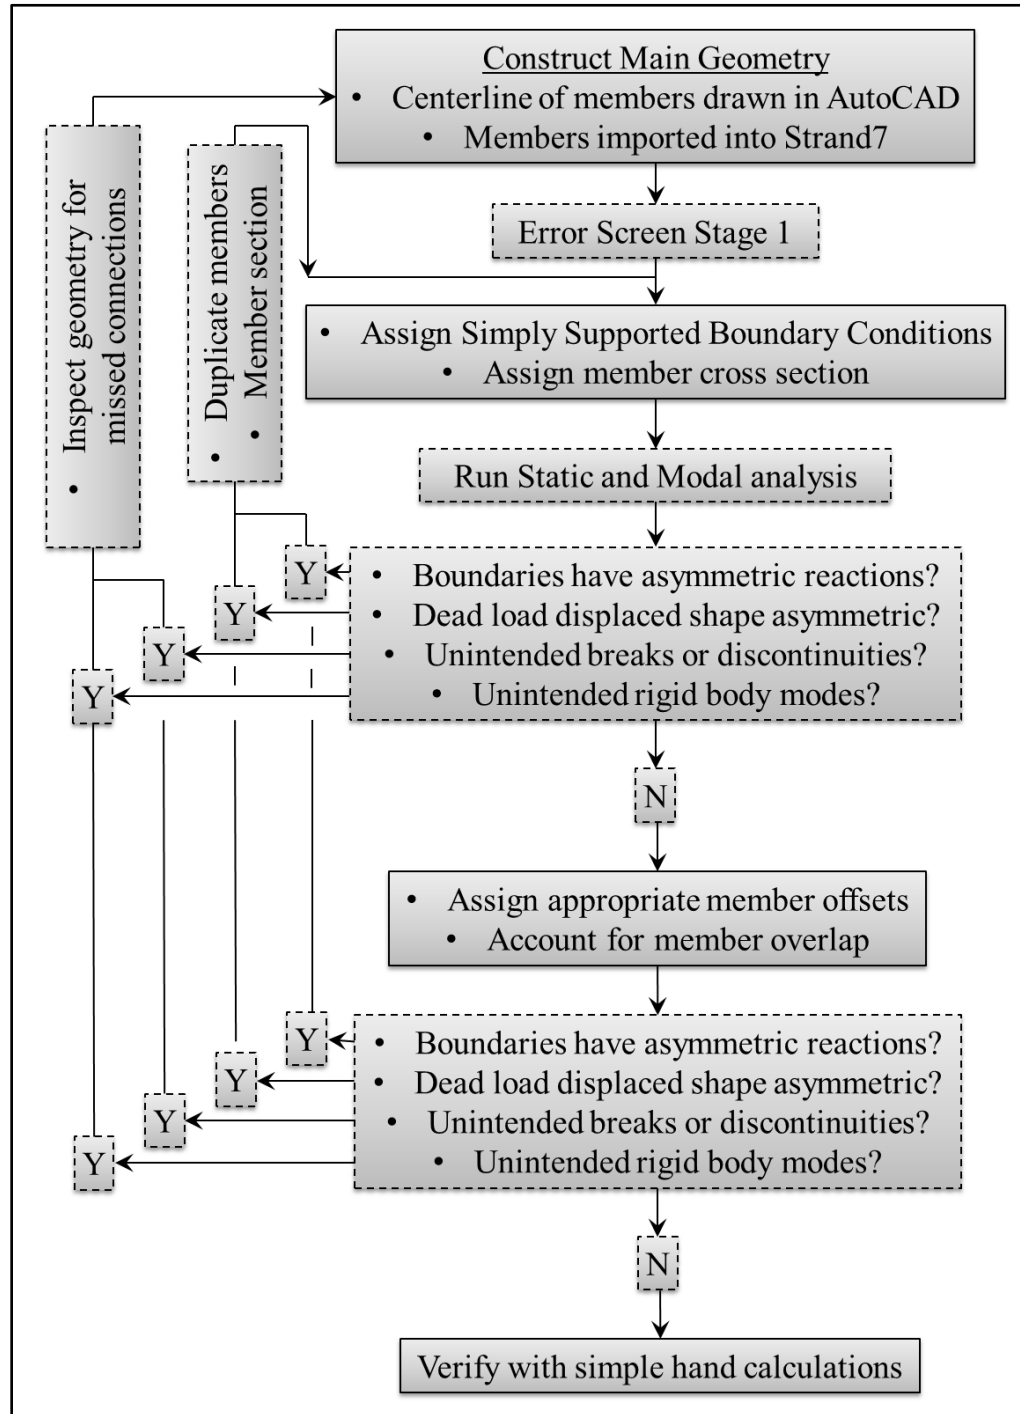 Construct Main Geometry
• Centerline of members drawn in AutoCAD
• Members imported into Strand7
Error Screen Stage 1
• Assign Simply Supported Boundary Conditions
• Assign member cross section
Run Static and Modal analysis
• Inspect geometry for
missed connections
• Duplicate members
• Member section
• Boundaries have asymmetric reactions?
• Dead load displaced shape asymmetric?
• Unintended breaks or discontinuities?
• Unintended rigid body modes?
Y
Y
Y
Y
N
• Assign appropriate member offsets
• Account for member overlap
• Boundaries have asymmetric reactions?
• Dead load displaced shape asymmetric?
• Unintended breaks or discontinuities?
• Unintended rigid body modes?
Y
Y
Y
Y
N
Verify with simple hand calculations